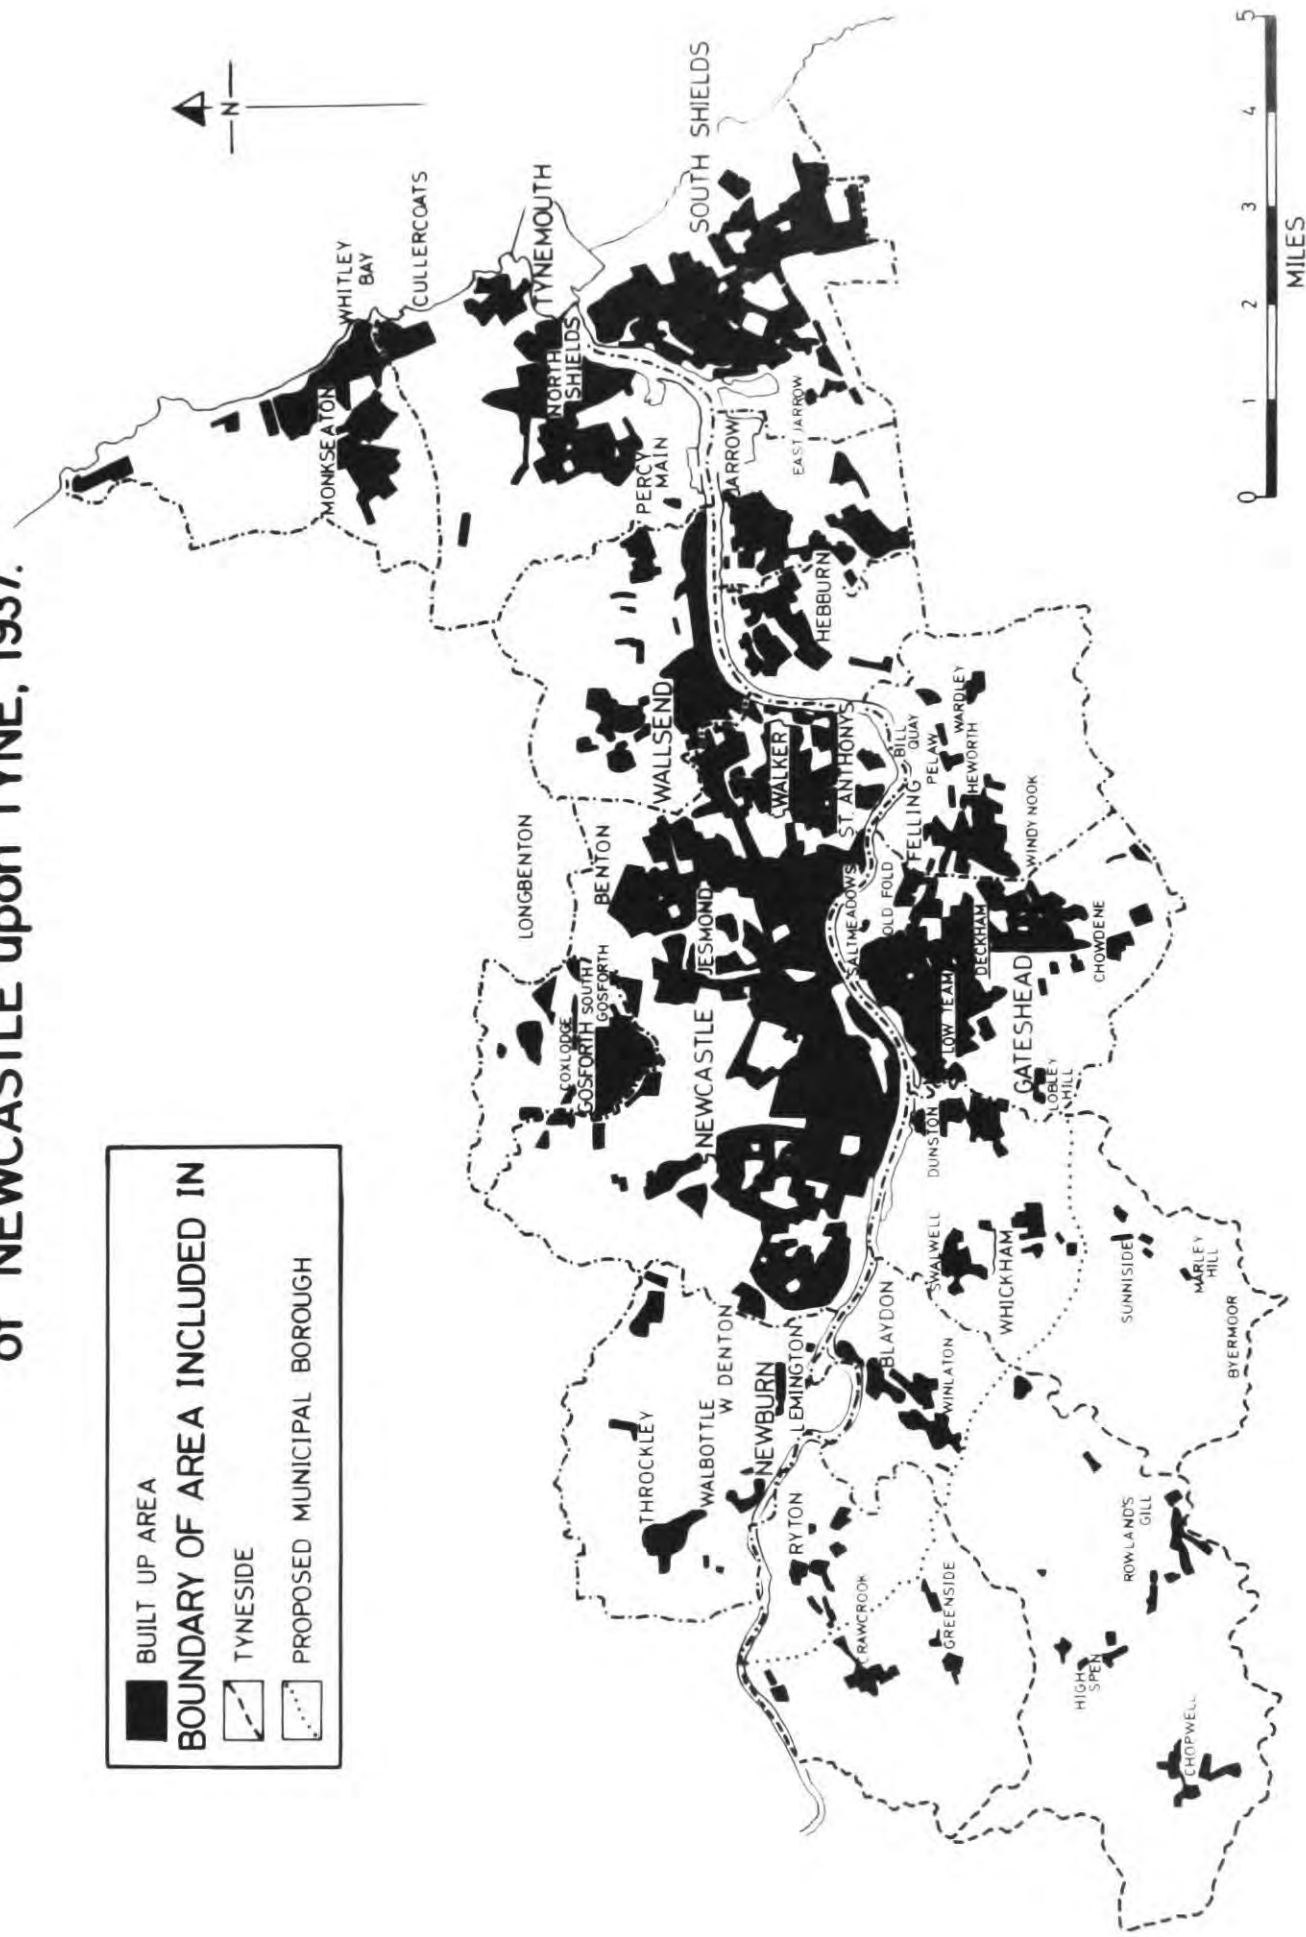 of NEWCASTLE upon TYNE, 1937.
BUILT UP AREA
BOUNDARY OF AREA INCLUDED IN
TYNESIDE
PROPOSED MUNICIPAL BOROUGH
N
WHITLEY
BAY
CULLERCOATS
MONKSEATON
TYNEMOUTH
NORTH
SHIELDS
SOUTH SHIELDS
PERCY
MAIN
JARROW
EAST JARROW
HEBBURN
WALLSEND
LONGBENTON
BENTON
WALKER
ST. ANTHONYS
BILL
QUAY
PELAW
WARDLEY
HEWORTH
FELLING
WINDY NOOK
COXLODGE
GOSFORTH
SOUTH
GOSFORTH
JESMOND
SALTMEADOWS
OLD FOLD
NEWCASTLE
DECKHAM
LOW TEAM
GATESHEAD
CHOWDENE
LOBLEY
HILL
DUNSTON
SWALWELL
WHICKHAM
SUNNISIDE
MARLEY
HILL
BYERMOOR
THROCKLEY
WALBOTTLE
W DENTON
NEWBURN
LEMINGTON
BLAYDON
WINLATON
RYTON
CRAWCROOK
GREENSIDE
ROWLAND'S
GILL
HIGH
SPEN
CHOPWELL
0 1 2 3 4 5
MILES